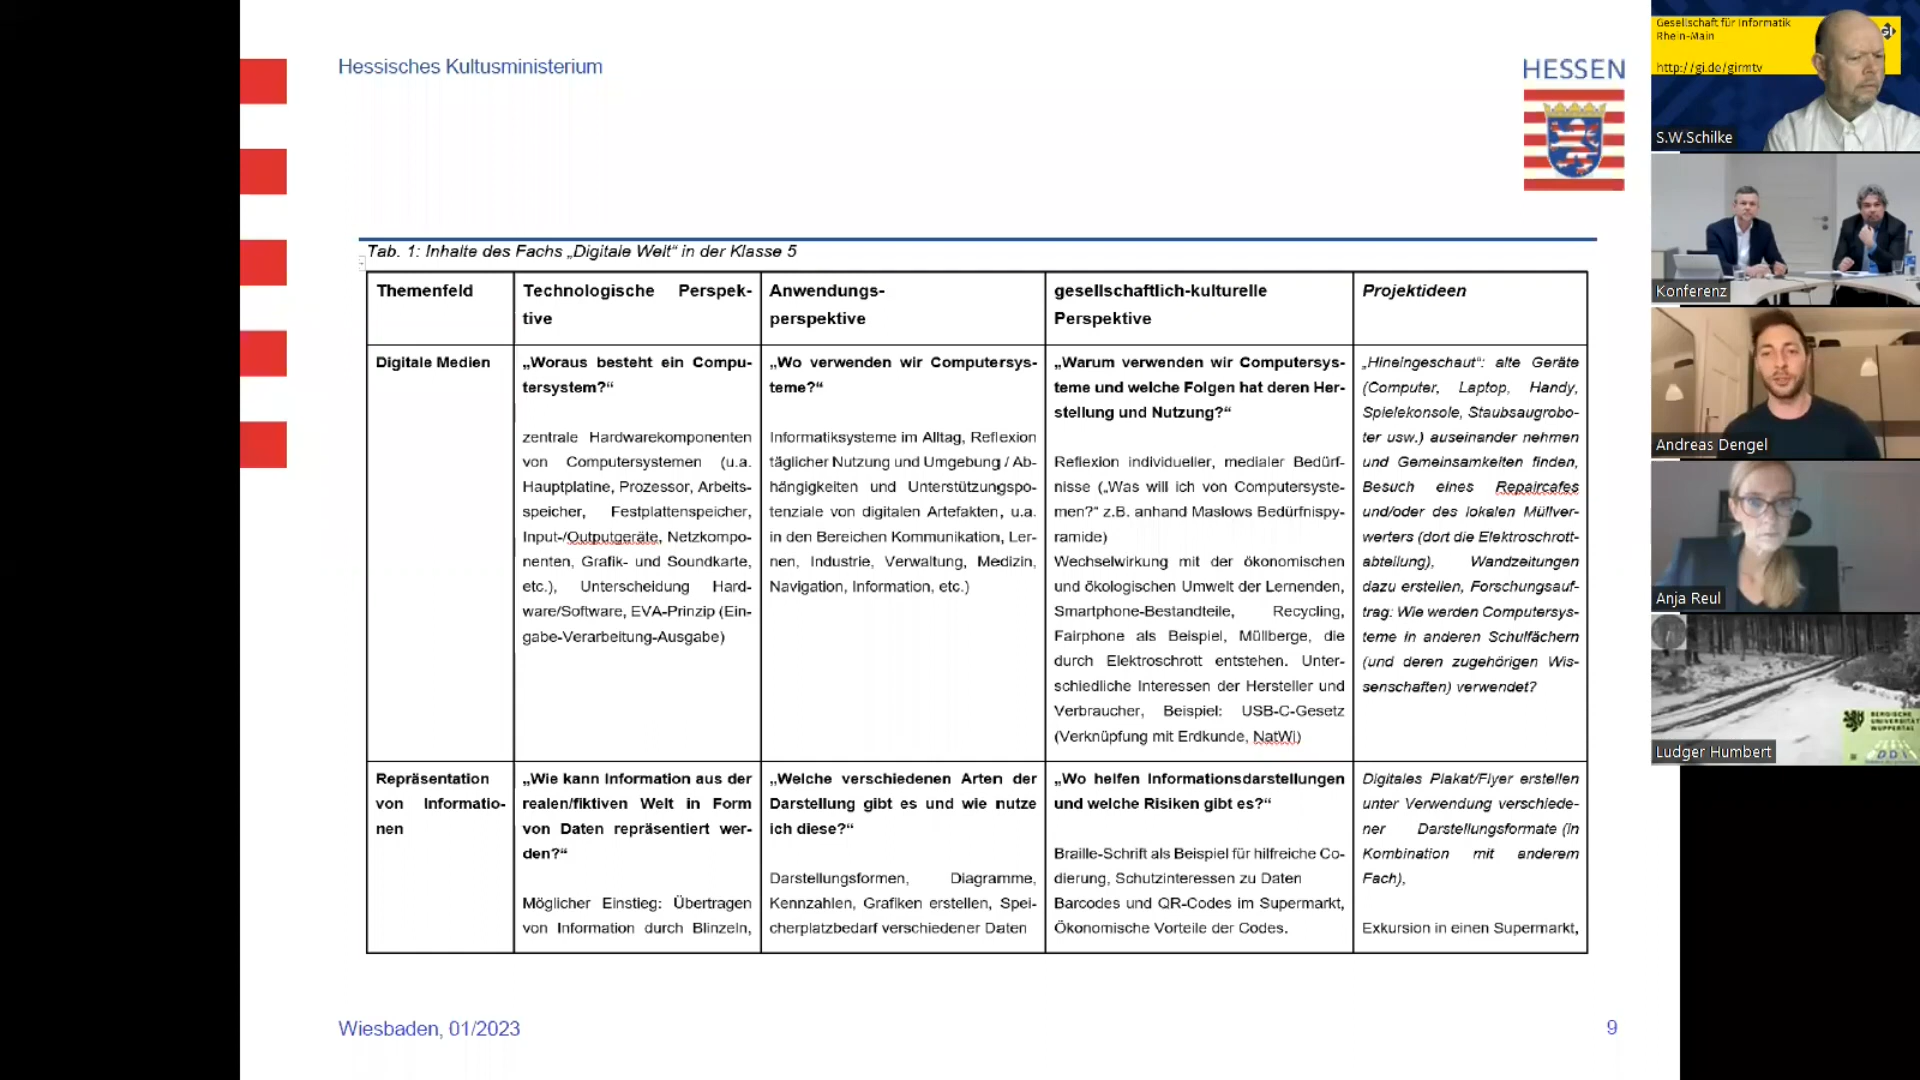 Hessisches Kultusministerium
HESSEN
Tab. 1: Inhalte des Fachs „Digitale Welt“ in der Klasse 5
Themenfeld
Technologische Perspek-
tive
Anwendungs-
perspektive
gesellschaftlich-kulturelle
Perspektive
Projektideen
Digitale Medien
„Woraus besteht ein Compu-
tersystem?“
zentrale Hardwarekomponenten
von Computersystemen (u.a.
Hauptplatine, Prozessor, Arbeits-
speicher, Festplattenspeicher,
Input-/Outputgeräte, Netzkompo-
nenten, Grafik- und Soundkarte,
etc.), Unterscheidung Hard-
ware/Software, EVA-Prinzip (Ein-
gabe-Verarbeitung-Ausgabe)
„Wo verwenden wir Computersys-
teme?“
Informatiksysteme im Alltag, Reflexion
täglicher Nutzung und Umgebung / Ab-
hängigkeiten und Unterstützungspo-
tenziale von digitalen Artefakten, u.a.
in den Bereichen Kommunikation, Ler-
nen, Industrie, Verwaltung, Medizin,
Navigation, Information, etc.)
„Warum verwenden wir Computersys-
teme und welche Folgen hat deren Her-
stellung und Nutzung?“
Reflexion individueller, medialer Bedürf-
nisse („Was will ich von Computersyste-
men?“ z.B. anhand Maslows Bedürfnispy-
ramide)
Wechselwirkung mit der ökonomischen
und ökologischen Umwelt der Lernenden,
Smartphone-Bestandteile, Recycling,
Fairphone als Beispiel, Müllberge, die
durch Elektroschrott entstehen. Unter-
schiedliche Interessen der Hersteller und
Verbraucher, Beispiel: USB-C-Gesetz
(Verknüpfung mit Erdkunde, NatWi)
„Hineingeschaut“: alte Geräte
(Computer, Laptop, Handy,
Spielekonsole, Staubsaugrobo-
ter usw.) auseinander nehmen
und Gemeinsamkeiten finden,
Besuch eines Repaircafes
und/oder des lokalen Müllver-
werters (dort die Elektroschrott-
abteilung), Wandzeitungen
dazu erstellen, Forschungsauf-
trag: Wie werden Computersys-
teme in anderen Schulfächern
(und deren zugehörigen Wis-
senschaften) verwendet?
Repräsentation
von Informatio-
nen
„Wie kann Information aus der
realen/fiktiven Welt in Form
von Daten repräsentiert wer-
den?“
Möglicher Einstieg: Übertragen
von Information durch Blinzeln,
„Welche verschiedenen Arten der
Darstellung gibt es und wie nutze
ich diese?“
Darstellungsformen, Diagramme,
Kennzahlen, Grafiken erstellen, Spei-
cherplatzbedarf verschiedener Daten
„Wo helfen Informationsdarstellungen
und welche Risiken gibt es?“
Braille-Schrift als Beispiel für hilfreiche Co-
dierung, Schutzinteressen zu Daten
Barcodes und QR-Codes im Supermarkt,
Ökonomische Vorteile der Codes.
Digitales Plakat/Flyer erstellen
unter Verwendung verschiede-
ner Darstellungsformate (in
Kombination mit anderem
Fach),
Exkursion in einen Supermarkt,
Wiesbaden, 01/2023
9
Gesellschaft für Informatik
Rhein-Main
http://gi.de/girmtv
GI
S.W.Schilke
Konferenz
Andreas Dengel
Anja Reul
BERGISCHE
UNIVERSITÄT
WUPPERTAL
DDI
Ludger Humbert